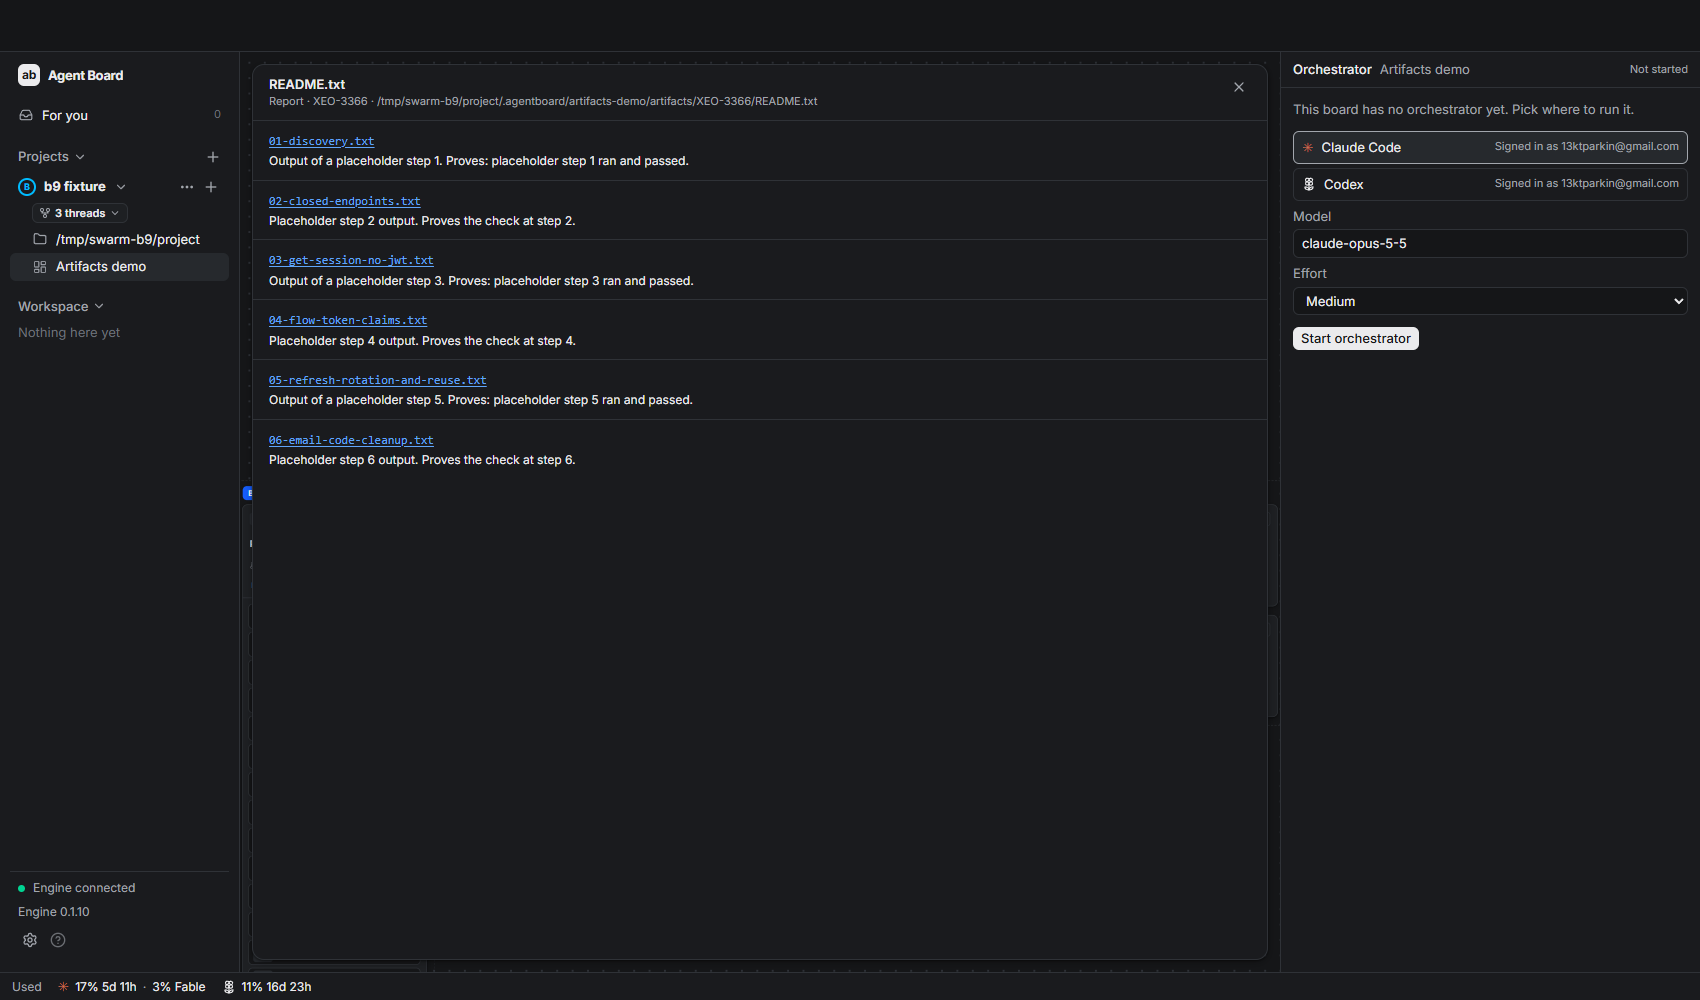 ab Agent Board
For you 0
Projects
B b9 fixture
3 threads
/tmp/swarm-b9/project
Artifacts demo
Workspace
Nothing here yet
Engine connected
Engine 0.1.10
README.txt
Report · XEO-3366 · /tmp/swarm-b9/project/.agentboard/artifacts-demo/artifacts/XEO-3366/README.txt
01-discovery.txt
Output of a placeholder step 1. Proves: placeholder step 1 ran and passed.
02-closed-endpoints.txt
Placeholder step 2 output. Proves the check at step 2.
03-get-session-no-jwt.txt
Output of a placeholder step 3. Proves: placeholder step 3 ran and passed.
04-flow-token-claims.txt
Placeholder step 4 output. Proves the check at step 4.
05-refresh-rotation-and-reuse.txt
Output of a placeholder step 5. Proves: placeholder step 5 ran and passed.
06-email-code-cleanup.txt
Placeholder step 6 output. Proves the check at step 6.
Orchestrator Artifacts demo Not started
This board has no orchestrator yet. Pick where to run it.
Claude Code Signed in as 13ktparkin@gmail.com
Codex Signed in as 13ktparkin@gmail.com
Model
claude-opus-5-5
Effort
Medium
Start orchestrator
Used 17% 5d 11h · 3% Fable 11% 16d 23h